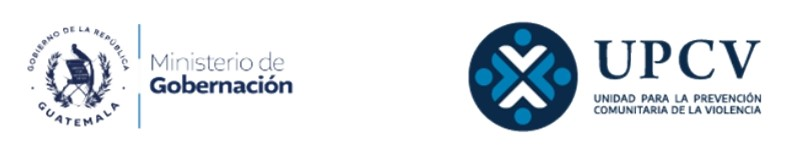 GOBIERNO DE LA REPÚBLICA
GUATEMALA
Ministerio de
Gobernación
UPCV
UNIDAD PARA LA PREVENCIÓN
COMUNITARIA DE LA VIOLENCIA